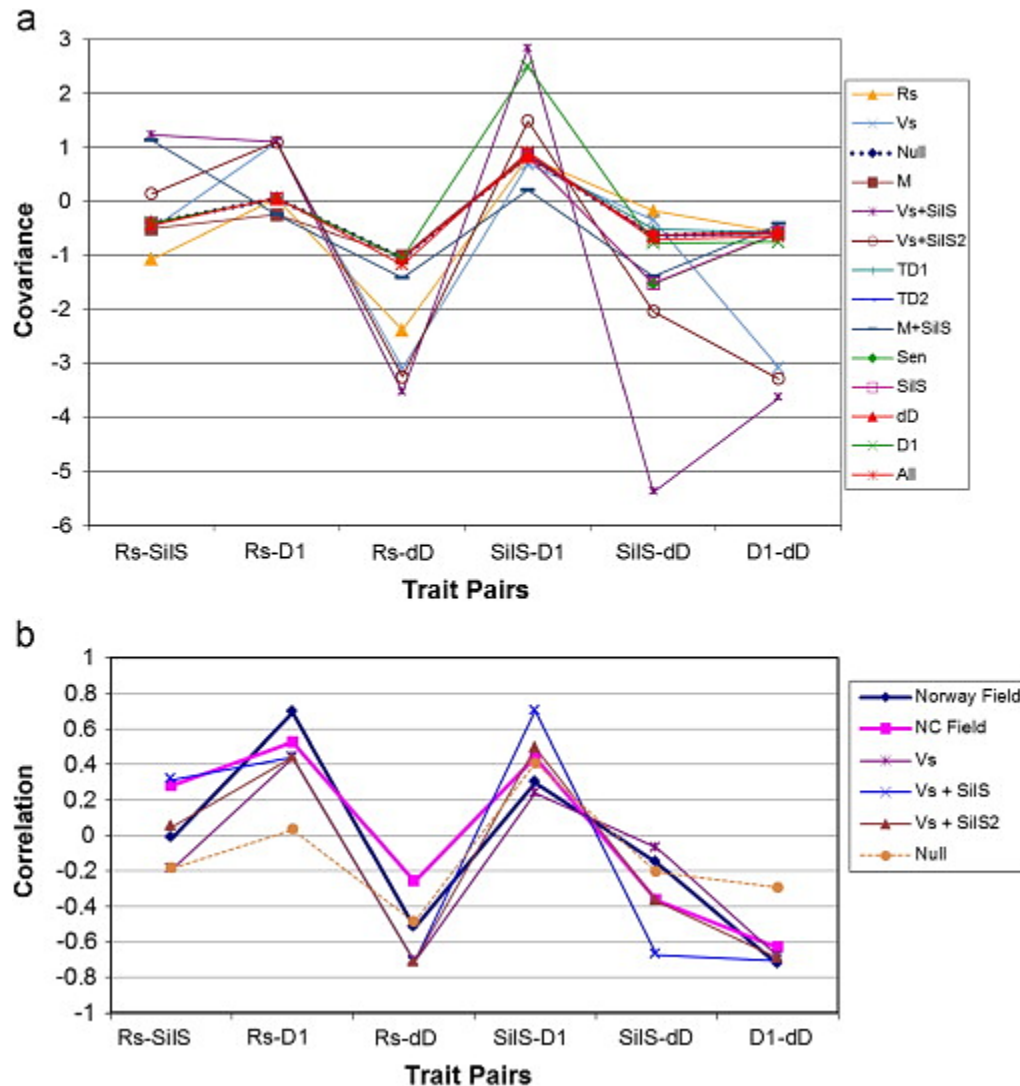 a
3
2
1
0
-1
-2
-3
-4
-5
-6
Covariance
Rs-SilS Rs-D1 Rs-dD SilS-D1 SilS-dD D1-dD
Trait Pairs
Rs
Vs
Null
M
Vs+SilS
Vs+SilS2
TD1
TD2
M+SilS
Sen
SilS
dD
D1
All
b
1
0.8
0.6
0.4
0.2
0
-0.2
-0.4
-0.6
-0.8
-1
Correlation
Rs-SilS Rs-D1 Rs-dD SilS-D1 SilS-dD D1-dD
Trait Pairs
Norway Field
NC Field
Vs
Vs + SilS
Vs + SilS2
Null